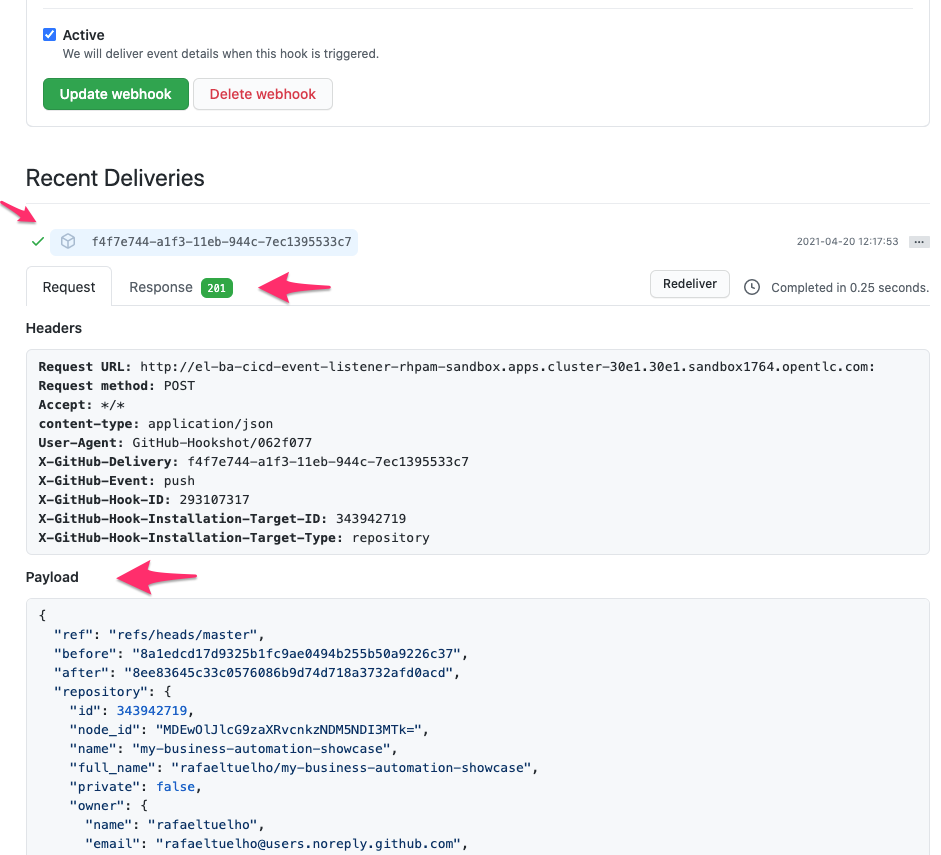 Active
We will deliver event details when this hook is triggered.
Update webhook Delete webhook
Recent Deliveries
f4f7e744-a1f3-11eb-944c-7ec1395533c7 2021-04-20 12:17:53 ...
Request Response 201 Redeliver Completed in 0.25 seconds.
Headers
Request URL: http://el-ba-cicd-event-listener-rhpam-sandbox.apps.cluster-30e1.30e1.sandbox1764.opentlc.com:
Request method: POST
Accept: */*
content-type: application/json
User-Agent: GitHub-Hookshot/062f077
X-GitHub-Delivery: f4f7e744-a1f3-11eb-944c-7ec1395533c7
X-GitHub-Event: push
X-GitHub-Hook-ID: 293107317
X-GitHub-Hook-Installation-Target-ID: 343942719
X-GitHub-Hook-Installation-Target-Type: repository
Payload
{
"ref": "refs/heads/master",
"before": "8a1edcd17d9325b1fc9ae0494b255b50a9226c37",
"after": "8ee83645c33c0576086b9d74d718a3732afd0acd",
"repository": {
"id": 343942719,
"node_id": "MDEwOlJlcG9zaXRvcnkzNDM5NDI3MTk=",
"name": "my-business-automation-showcase",
"full_name": "rafaeltuelho/my-business-automation-showcase",
"private": false,
"owner": {
"name": "rafaeltuelho",
"email": "rafaeltuelho@users.noreply.github.com",